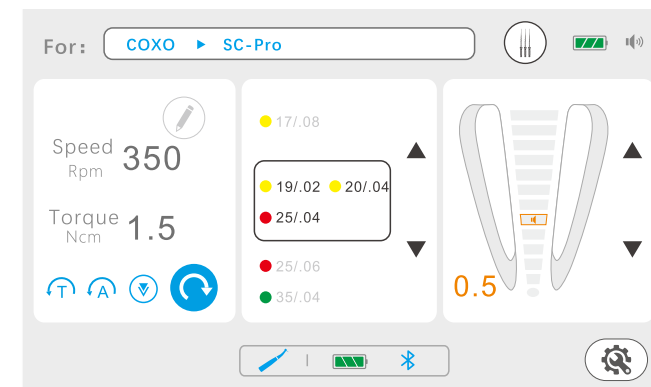 For: COXO ▶ SC-Pro
Speed 350
Rpm
Torque 1.5
Ncm
T A
17/.08
19/.02 20/.04
25/.04
25/.06
35/.04
0.5